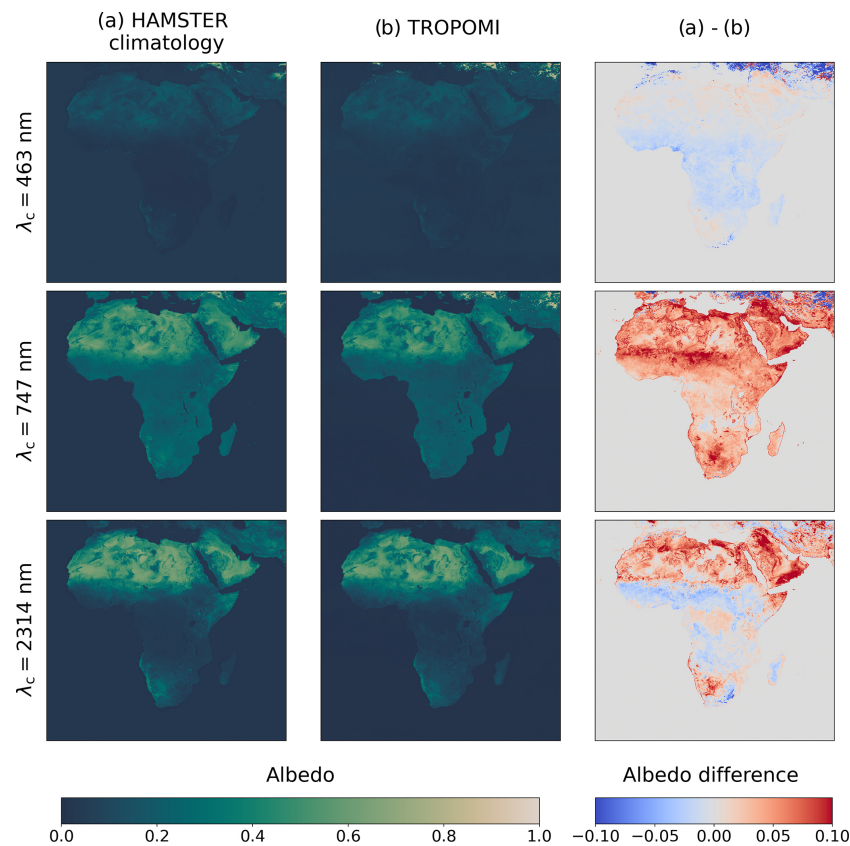 (a) HAMSTER
climatology
(b) TROPOMI
(a) - (b)
λc = 463 nm
λc = 747 nm
λc = 2314 nm
Albedo
0.0 0.2 0.4 0.6 0.8 1.0
Albedo difference
−0.10 −0.05 0.00 0.05 0.10